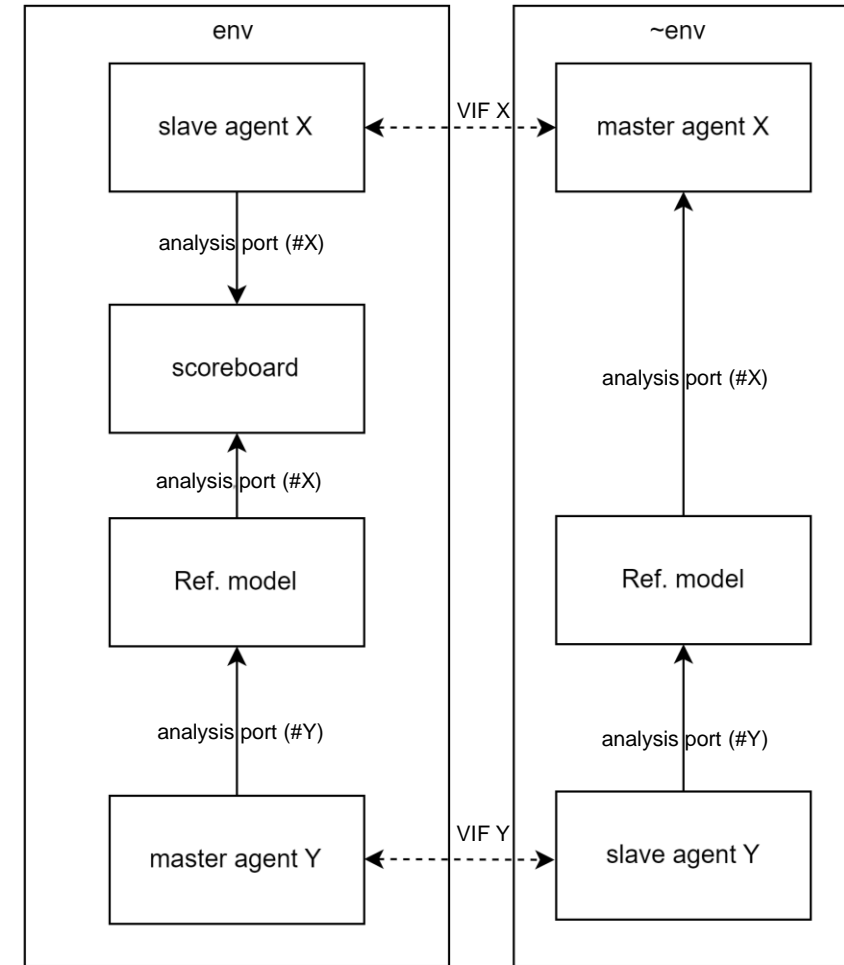 env
~env
slave agent X
VIF X
master agent X
analysis port (#X)
scoreboard
analysis port (#X)
analysis port (#X)
Ref. model
Ref. model
analysis port (#Y)
analysis port (#Y)
master agent Y
VIF Y
slave agent Y